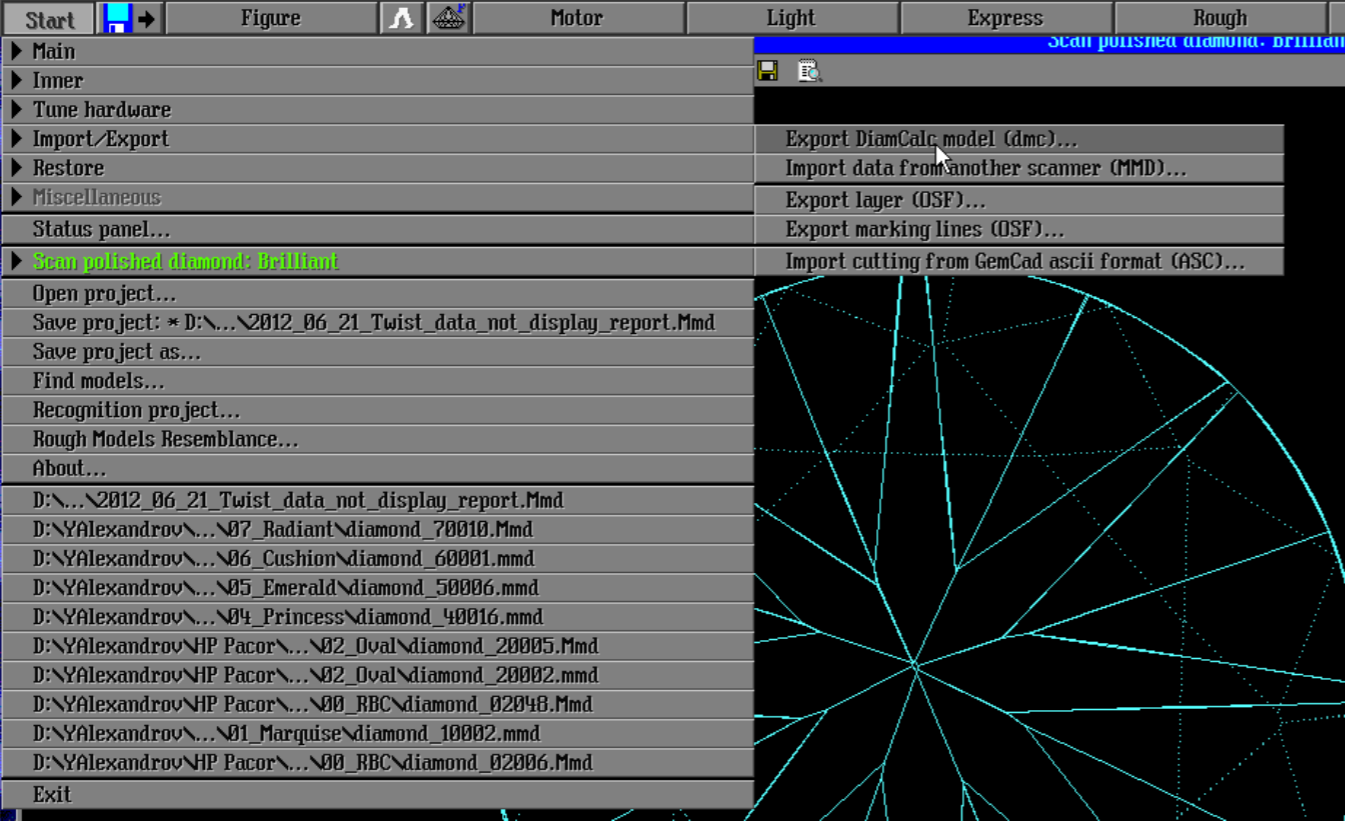 Start Figure Motor Light Express Rough
Scan polished diamond: Brillian
Main
Inner
Tune hardware
Import/Export
Restore
Miscellaneous
Status panel...
Scan polished diamond: Brilliant
Export DiamCalc model (dmc)...
Import data from another scanner (MMD)...
Export layer (OSF)...
Export marking lines (OSF)...
Import cutting from GemCad ascii format (ASC)...
Open project...
Save project: * D:\...\2012_06_21_Twist_data_not_display_report.Mmd
Save project as...
Find models...
Recognition project...
Rough Models Resemblance...
About...
D:\...\2012_06_21_Twist_data_not_display_report.Mmd
D:\YAlexandrov\...\07_Radiant\diamond_70010.Mmd
D:\YAlexandrov\...\06_Cushion\diamond_60001.mmd
D:\YAlexandrov\...\05_Emerald\diamond_50006.mmd
D:\YAlexandrov\...\04_Princess\diamond_40016.mmd
D:\YAlexandrov\HP Pacor\...\02_Oval\diamond_20005.Mmd
D:\YAlexandrov\HP Pacor\...\02_Oval\diamond_20002.mmd
D:\YAlexandrov\HP Pacor\...\00_RBC\diamond_02048.Mmd
D:\YAlexandrov\...\01_Marquise\diamond_10002.mmd
D:\YAlexandrov\HP Pacor\...\00_RBC\diamond_02006.Mmd
Exit